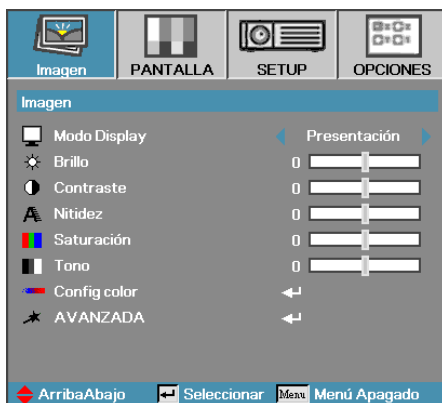 Imagen PANTALLA SETUP OPCIONES
Imagen
Modo Display Presentación
Brillo 0
Contraste 0
Nitidez 0
Saturación 0
Tono 0
Config color
AVANZADA
ArribaAbajo Seleccionar Menu Menú Apagado